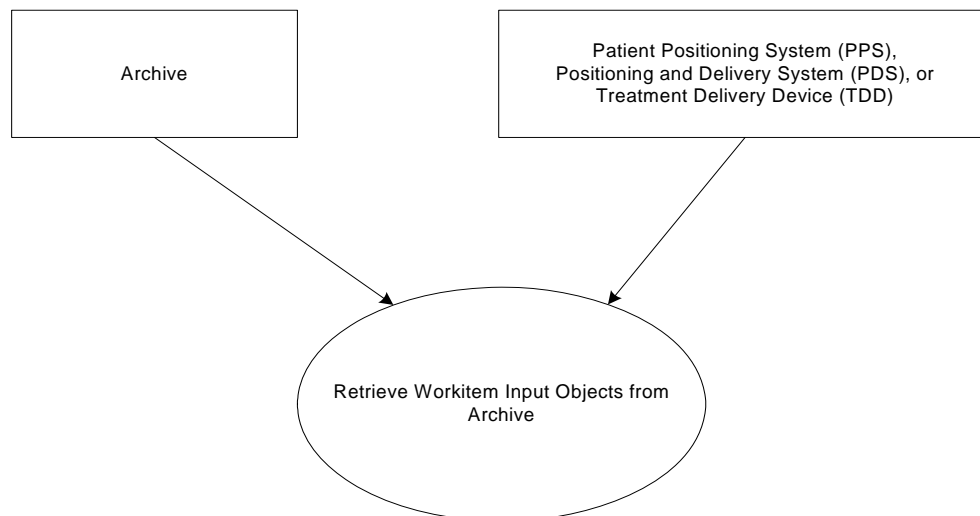 Archive
Patient Positioning System (PPS),
Positioning and Delivery System (PDS), or
Treatment Delivery Device (TDD)
Retrieve Workitem Input Objects from
Archive